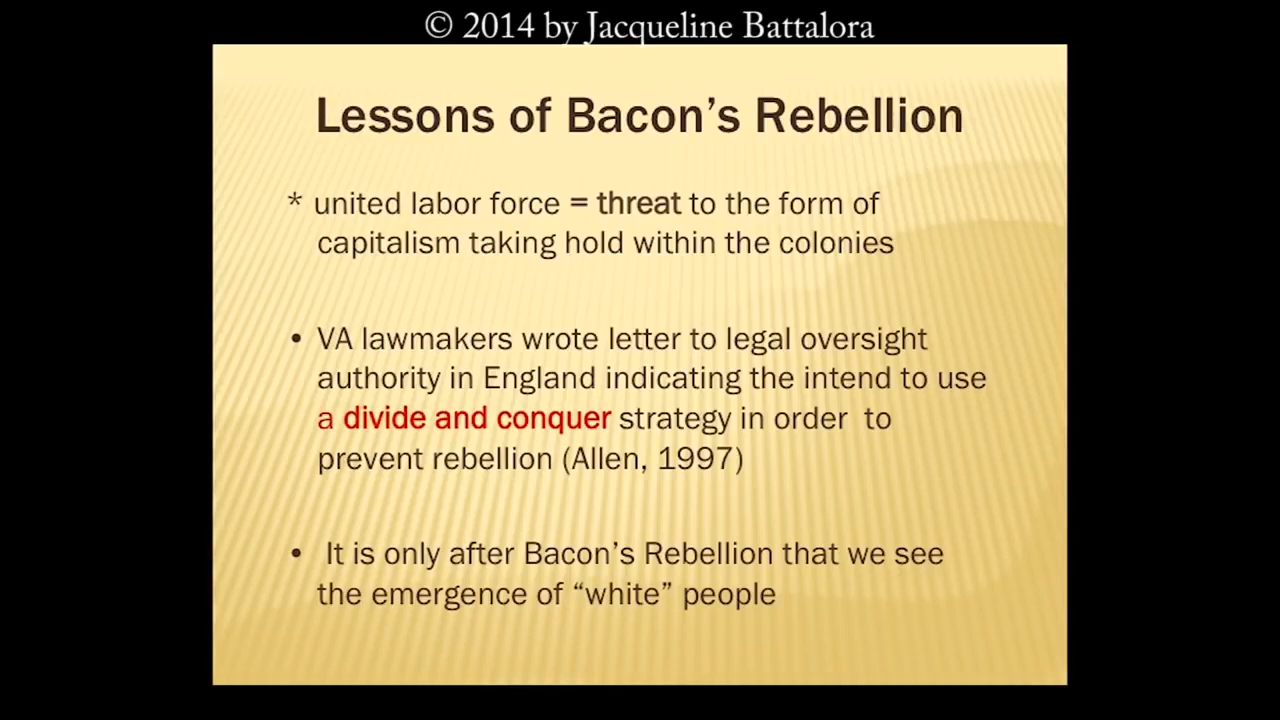 © 2014 by Jacqueline Battalora
Lessons of Bacon’s Rebellion
* united labor force = threat to the form of
capitalism taking hold within the colonies
• VA lawmakers wrote letter to legal oversight
authority in England indicating the intend to use
a divide and conquer strategy in order  to
prevent rebellion (Allen, 1997)
•  It is only after Bacon’s Rebellion that we see
the emergence of “white” people